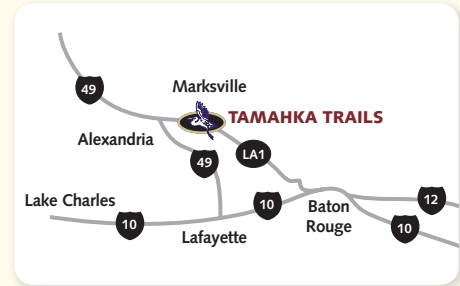 49
Marksville
TAMAHKA TRAILS
Alexandria
49
LA1
Lake Charles
10
Lafayette
10
Baton
Rouge
12
10